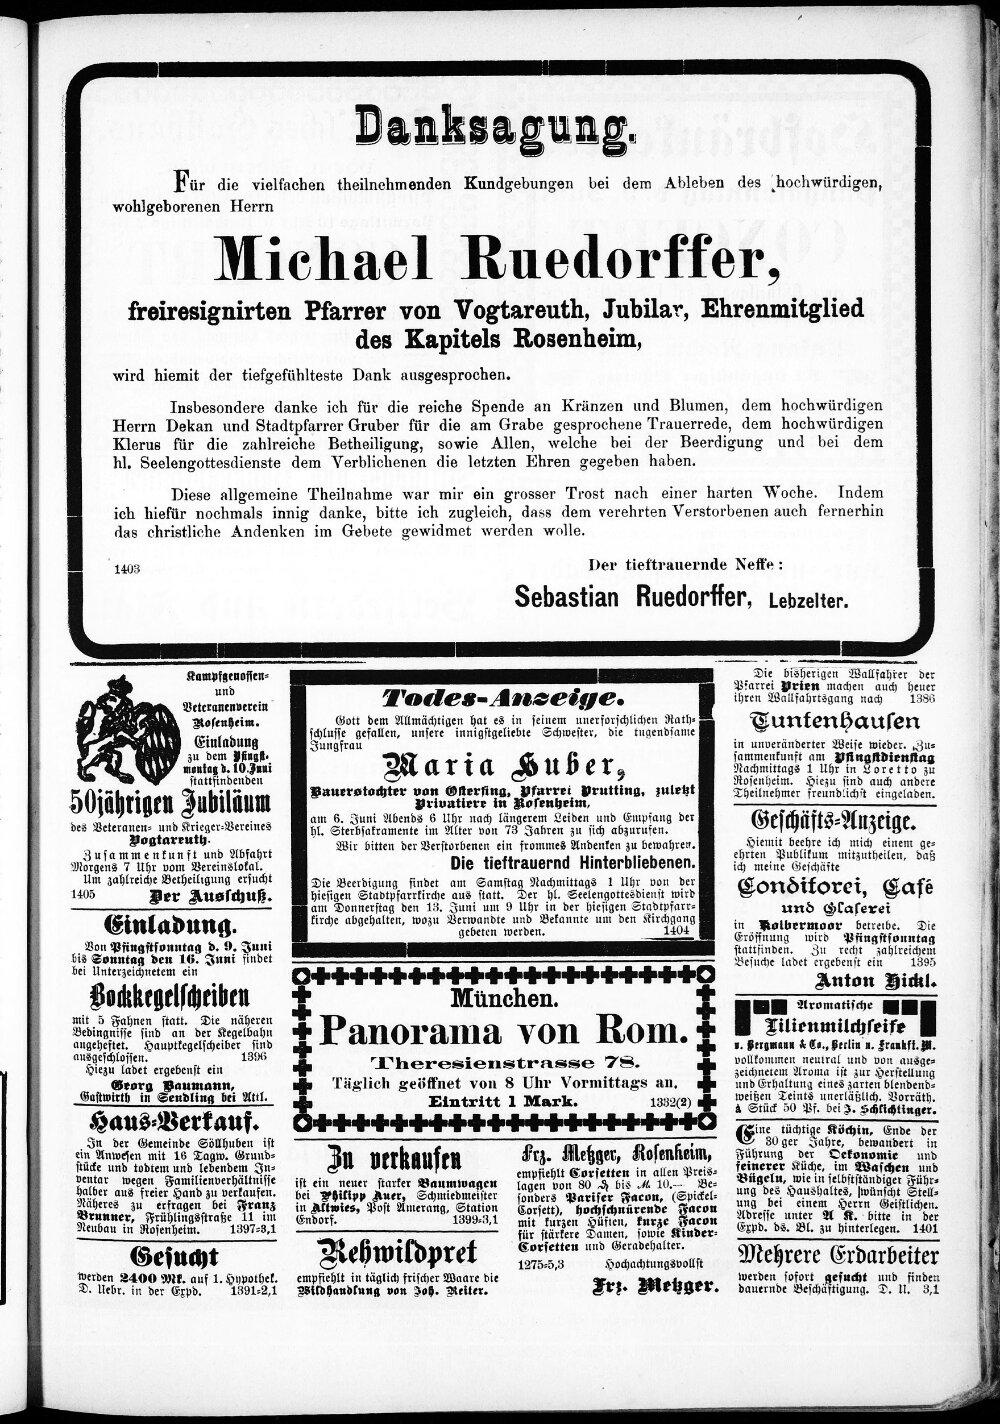 Danksagung.
Für die vielfachen theilnehmenden Kundgebungen bei dem Ableben des hochwürdigen,
wohlgeborenen Herrn
Michael Ruedorffer,
freiresignirten Pfarrer von Vogtareuth, Jubilar, Ehrenmitglied
des Kapitels Rosenheim,
wird hiemit der tiefgefühlteste Dank ausgesprochen.
Insbesondere danke ich für die reiche Spende an Kränzen und Blumen, dem hochwürdigen
Herrn Dekan und Stadtpfarrer Gruber für die am Grabe gesprochene Trauerrede, dem hochwürdigen
Klerus für die zahlreiche Betheiligung, sowie Allen, welche bei der Beerdigung und bei dem
hl. Seelengottesdienste dem Verblichenen die letzten Ehren gegeben haben.
Diese allgemeine Theilnahme war mir ein grosser Trost nach einer harten Woche. Indem
ich hiefür nochmals innig danke, bitte ich zugleich, dass dem verehrten Verstorbenen auch fernerhin
das christliche Andenken im Gebete gewidmet werden wolle.
Der tieftrauernde Neffe:
1403
Sebastian Ruedorffer, Lebzelter.
Kampfgenossen-
und
Veteranenverein
Rosenheim.
Einladung
zu dem Pfingst-
montag d. 10. Juni
stattfindenden
50jährigen Jubiläum
des Veteranen- und Krieger-Vereines
Vogtareuth.
Zusammenkunft und Abfahrt
Morgens 7 Uhr vom Vereinslokal.
Um zahlreiche Betheiligung ersucht
1405 Der Ausschuß.
Einladung.
Von Pfingstsonntag d. 9. Juni
bis Sonntag den 16. Juni findet
bei Unterzeichnetem ein
Bockkegelscheiben
mit 5 Fahnen statt. Die näheren
Bedingnisse sind an der Kegelbahn
angeheftet. Hauptkegelscheiber sind
ausgeschlossen. 1396
Hiezu ladet ergebenst ein
Georg Baumann,
Gastwirth in Sendling bei Attl.
Haus-Verkauf.
In der Gemeinde Söllhuben ist
ein Anwesen mit 16 Tagw. Grund-
stücke und todtem und lebendem In-
ventar wegen Familienverhältnisse
halber aus freier Hand zu verkaufen.
Näheres zu erfragen bei Franz
Brunner, Frühlingsstraße 11 im
Neubau in Rosenheim. 1397=3,1
Gesucht
werden 2400 Mk. auf 1. Hypothek.
D. Uebr. in der Exped. 1391=2,1
Todes-Anzeige.
Gott dem Allmächtigen hat es in seinem unerforschlichen Rath-
schlusse gefallen, unsere innigstgeliebte Schwester, die tugendsame
Jungfrau
Maria Huber,
Bauerstochter von Osterfing, Pfarrei Prutting, zuletzt
Privatiere in Rosenheim,
am 6. Juni Abends 6 Uhr nach längerem Leiden und Empfang der
hl. Sterbsakramente im Alter von 73 Jahren zu sich abzurufen.
Wir bitten der Verstorbenen ein frommes Andenken zu bewahren.
Die tieftrauernd Hinterbliebenen.
Die Beerdigung findet am Samstag Nachmittags 1 Uhr von der
hiesigen Stadtpfarrkirche aus statt. Der hl. Seelengottesdienst wird
am Donnerstag den 13. Juni um 9 Uhr in der hiesigen Stadtpfarr-
kirche abgehalten, wozu Verwandte und Bekannte um den Kirchgang
gebeten werden. 1404
München.
Panorama von Rom.
Theresienstrasse 78.
Täglich geöffnet von 8 Uhr Vormittags an.
Eintritt 1 Mark. 1332(2)
Zu verkaufen
ist ein neuer starker Baumwagen
bei Philipp Auer, Schmiedmeister
in Altwies, Post Amerang, Station
Endorf. 1399=3,1
Rehwildpret
empfiehlt in täglich frischer Waare die
Wildhandlung von Joh. Reiter.
Frz. Metzger, Rosenheim,
empfiehlt Corsetten in allen Preis-
lagen von 80 ₰ bis M. 10.— Be-
sonders Pariser Facon, (Spickel-
Corsett), hochschnürende Facon
mit kurzen Hüften, kurze Facon
für stärkere Damen, sowie Kinder-
Corsetten und Geradehalter.
1275=5,3 Hochachtungsvollst
Frz. Metzger.
Die bisherigen Wallfahrer der
Pfarrei Prien machen auch heuer
ihren Wallfahrtsgang nach 1386
Tuntenhausen
in unveränderter Weise wieder. Zu-
sammenkunft am Pfingstdienstag
Nachmittags 1 Uhr in Loretto zu
Rosenheim. Hiezu sind auch andere
Theilnehmer freundlichst eingeladen.
Geschäfts-Anzeige.
Hiemit beehre ich mich einem ge-
ehrten Publikum mitzutheilen, daß
ich meine Geschäfte
Conditorei, Café
und Glaserei
in Kolbermoor betreibe. Die
Eröffnung wird Pfingstsonntag
stattfinden. Zu recht zahlreichem
Besuche ladet ergebenst ein 1395
Anton Hickl.
Aromatische
Lilienmilchseife
v. Bergmann & Co., Berlin u. Frankft. M.
vollkommen neutral und von ausge-
zeichnetem Aroma ist zur Herstellung
und Erhaltung eines zarten blendend-
weißen Teints unerläßlich. Vorräth.
à Stück 50 Pf. bei J. Schlichtinger.
Eine tüchtige Köchin, Ende der
30ger Jahre, bewandert in
Führung der Oekonomie und
feinerer Küche, im Waschen und
Bügeln, wie in selbstständiger Führ-
ung des Haushaltes, wünscht Stell-
ung bei einem Herrn Geistlichen.
Adresse unter A K. bitte in der
Exped. ds. Bl. zu hinterlegen. 1401
Mehrere Erdarbeiter
werden sofort gesucht und finden
dauernde Beschäftigung. D. U. 3,1